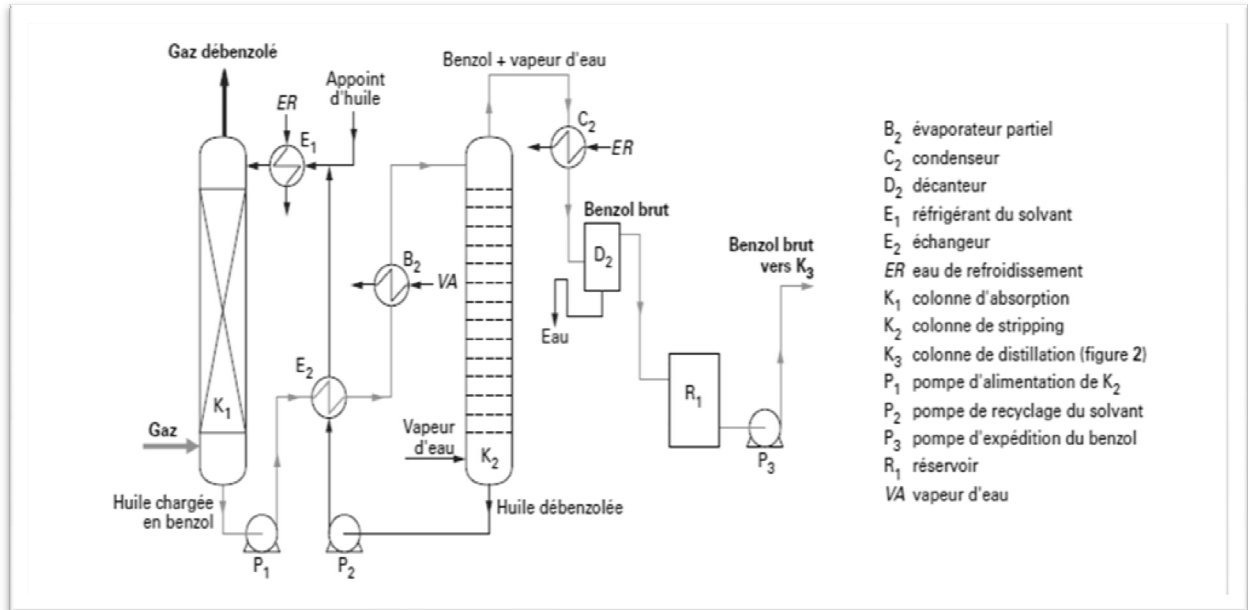 Gaz débenzolé
Appoint
d'huile
ER
E1
Benzol + vapeur d'eau
C2
ER
Benzol brut
D2
Eau
B2
VA
E2
K1
Gaz
Vapeur
d'eau
K2
Huile chargée
en benzol
P1
P2
Huile débenzolée
R1
P3
Benzol brut
vers K3
B2 évaporateur partiel
C2 condenseur
D2 décanteur
E1 réfrigérant du solvant
E2 échangeur
ER eau de refroidissement
K1 colonne d'absorption
K2 colonne de stripping
K3 colonne de distillation (figure 2)
P1 pompe d'alimentation de K2
P2 pompe de recyclage du solvant
P3 pompe d'expédition du benzol
R1 réservoir
VA vapeur d'eau